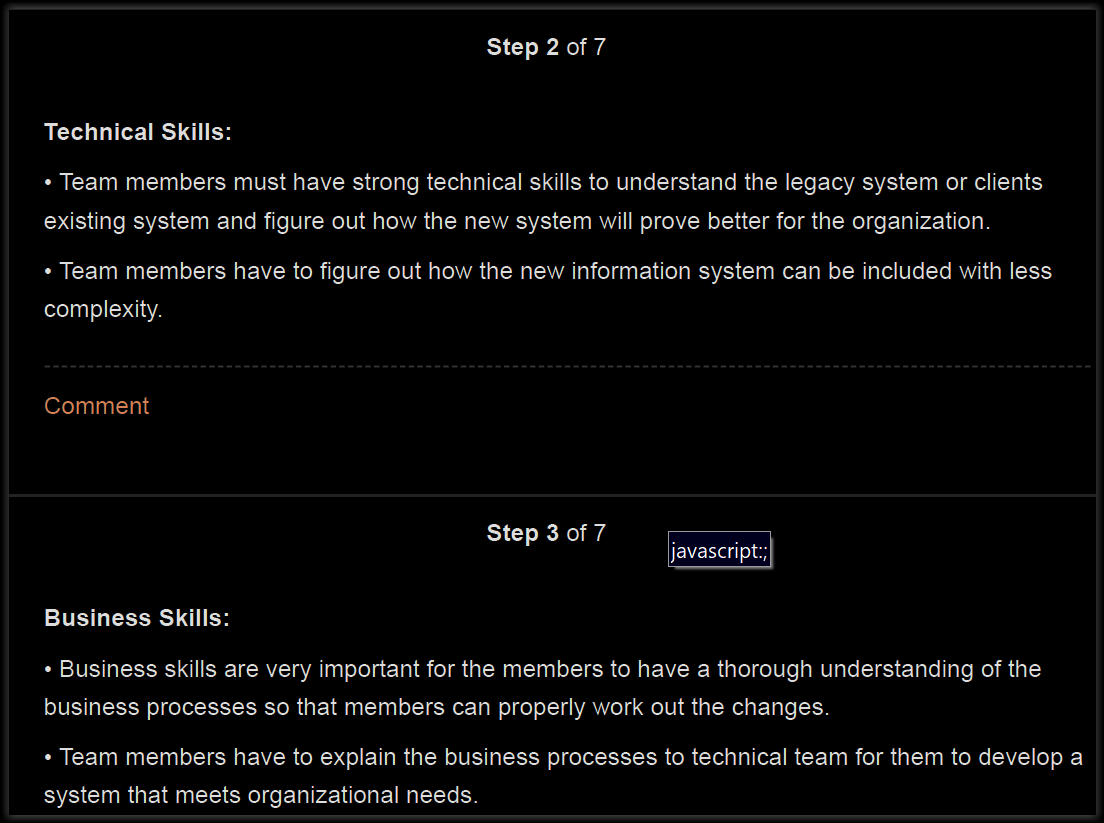 Step 2 of 7
Technical Skills:
• Team members must have strong technical skills to understand the legacy system or clients
existing system and figure out how the new system will prove better for the organization.
• Team members have to figure out how the new information system can be included with less
complexity.
Comment
Step 3 of 7
javascript:;
Business Skills:
• Business skills are very important for the members to have a thorough understanding of the
business processes so that members can properly work out the changes.
• Team members have to explain the business processes to technical team for them to develop a
system that meets organizational needs.